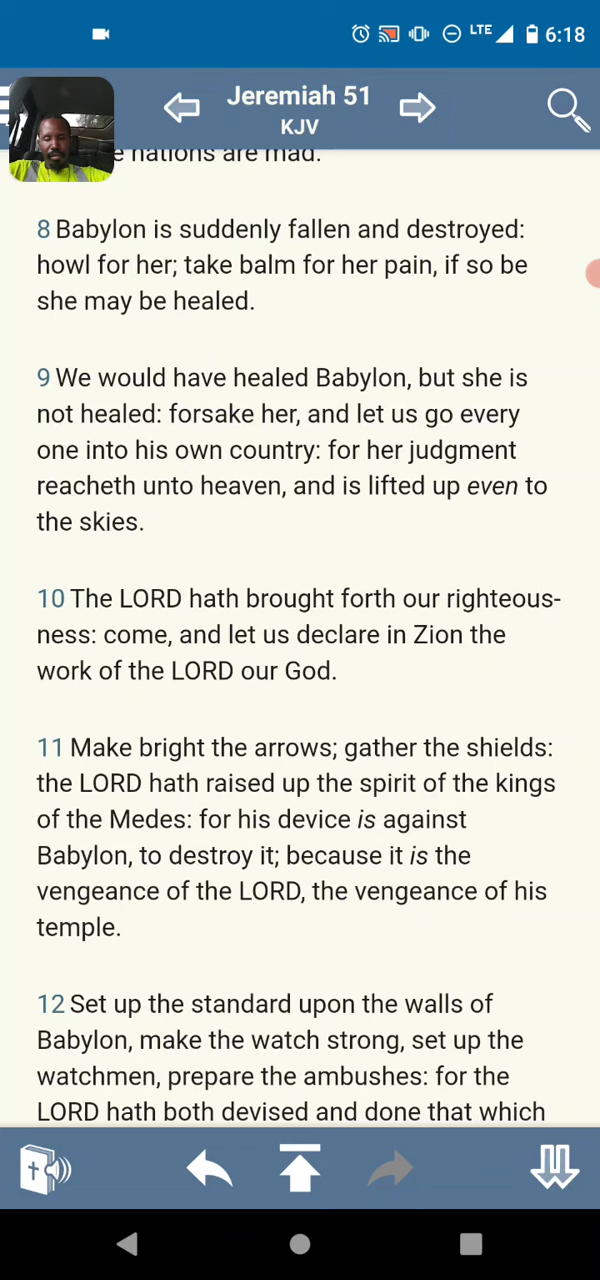 LTE 6:18
Jeremiah 51
KJV
e nations are mad.
8 Babylon is suddenly fallen and destroyed:
howl for her; take balm for her pain, if so be
she may be healed.
9 We would have healed Babylon, but she is
not healed: forsake her, and let us go every
one into his own country: for her judgment
reacheth unto heaven, and is lifted up even to
the skies.
10 The LORD hath brought forth our righteous-
ness: come, and let us declare in Zion the
work of the LORD our God.
11 Make bright the arrows; gather the shields:
the LORD hath raised up the spirit of the kings
of the Medes: for his device is against
Babylon, to destroy it; because it is the
vengeance of the LORD, the vengeance of his
temple.
12 Set up the standard upon the walls of
Babylon, make the watch strong, set up the
watchmen, prepare the ambushes: for the
LORD hath both devised and done that which